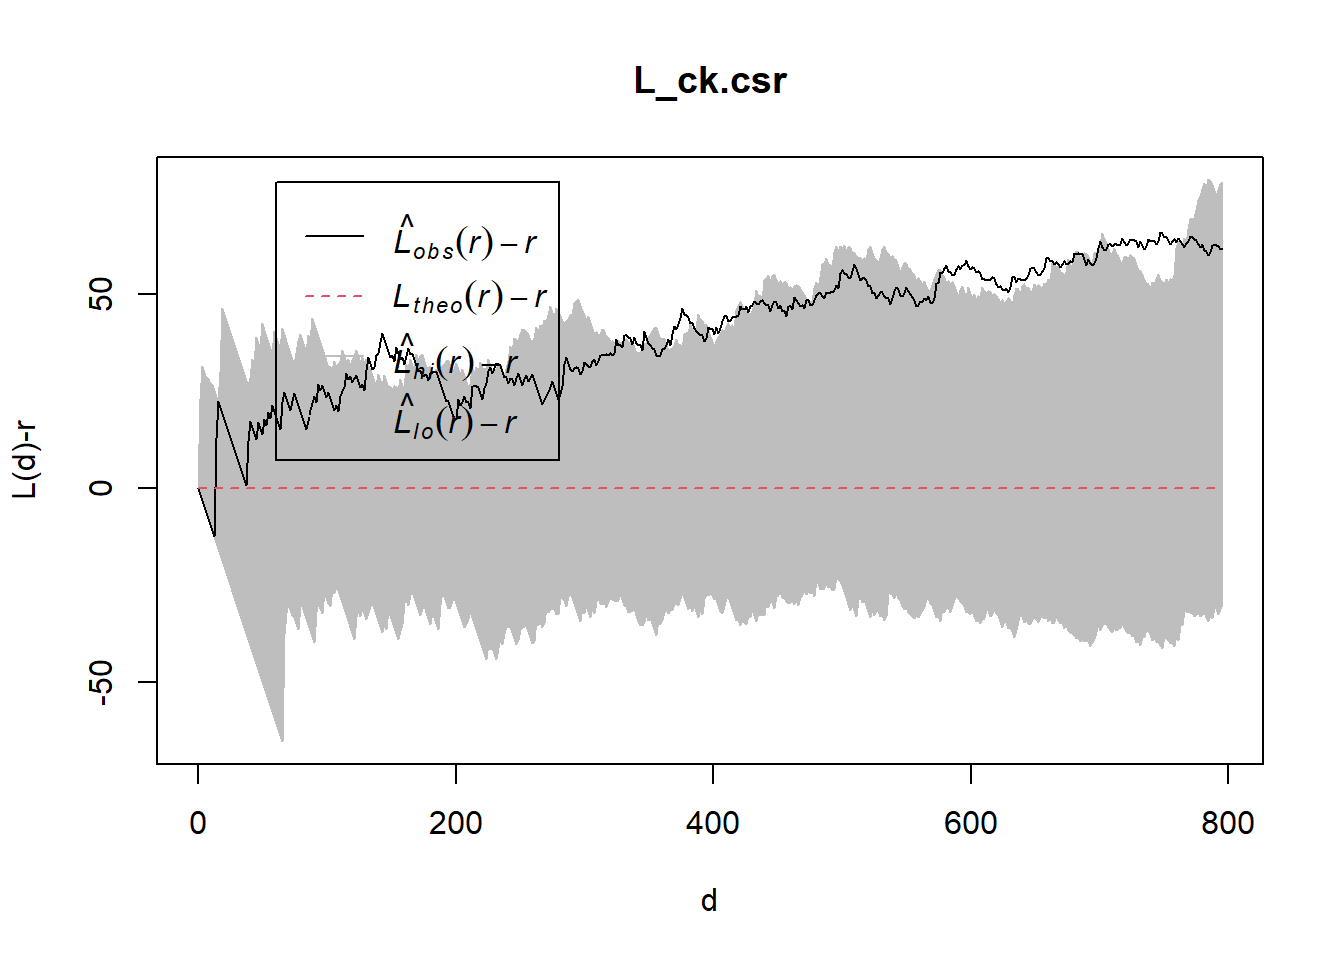 L_ck.csr
L̂obs(r) − r
Ltheo(r) − r
L̂hi(r) − r
L̂lo(r) − r
L(d)-r
50
0
-50
0 200 400 600 800
d